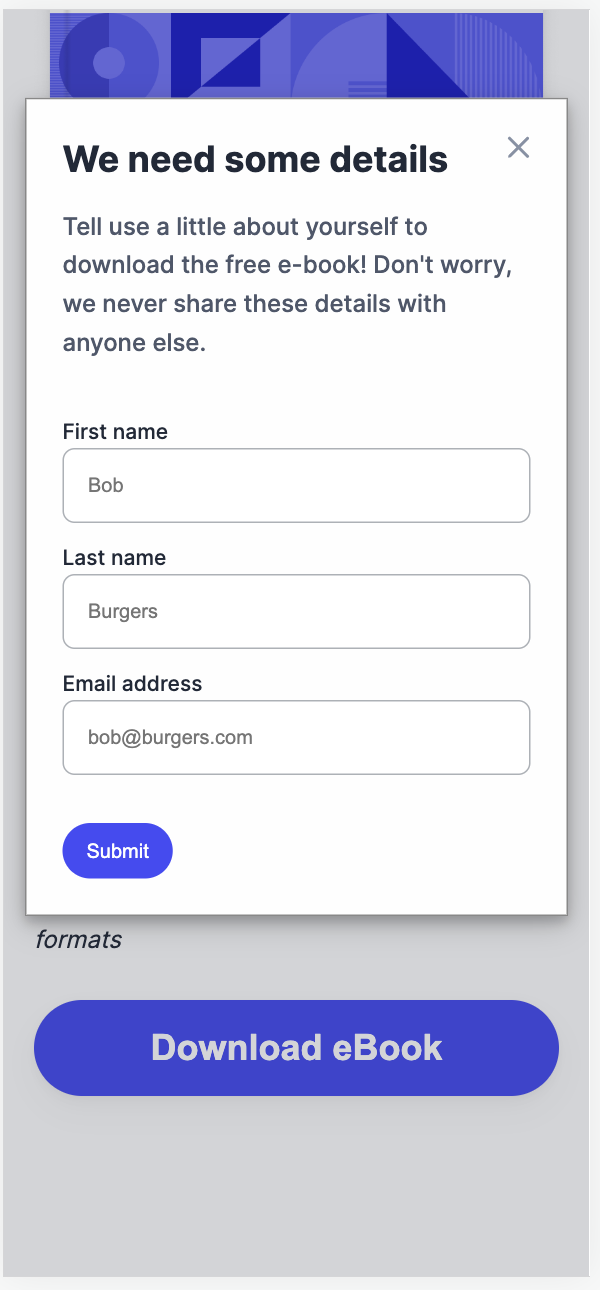 We need some details
Tell use a little about yourself to
download the free e-book! Don't worry,
we never share these details with
anyone else.
First name
Bob
Last name
Burgers
Email address
bob@burgers.com
Submit
formats
Download eBook